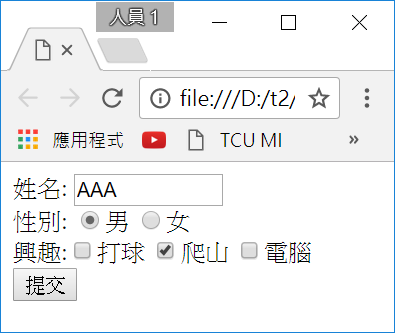 人員 1
file:///D:/t2/
應用程式 TCU MI »
姓名: AAA
性別: 男 女
興趣: 打球 爬山 電腦
提交